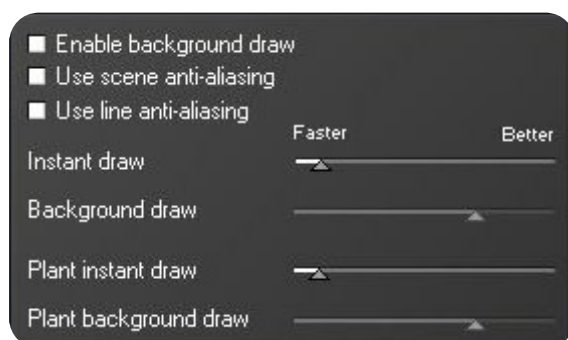 Enable background draw
Use scene anti-aliasing
Use line anti-aliasing
Faster Better
Instant draw
Background draw
Plant instant draw
Plant background draw